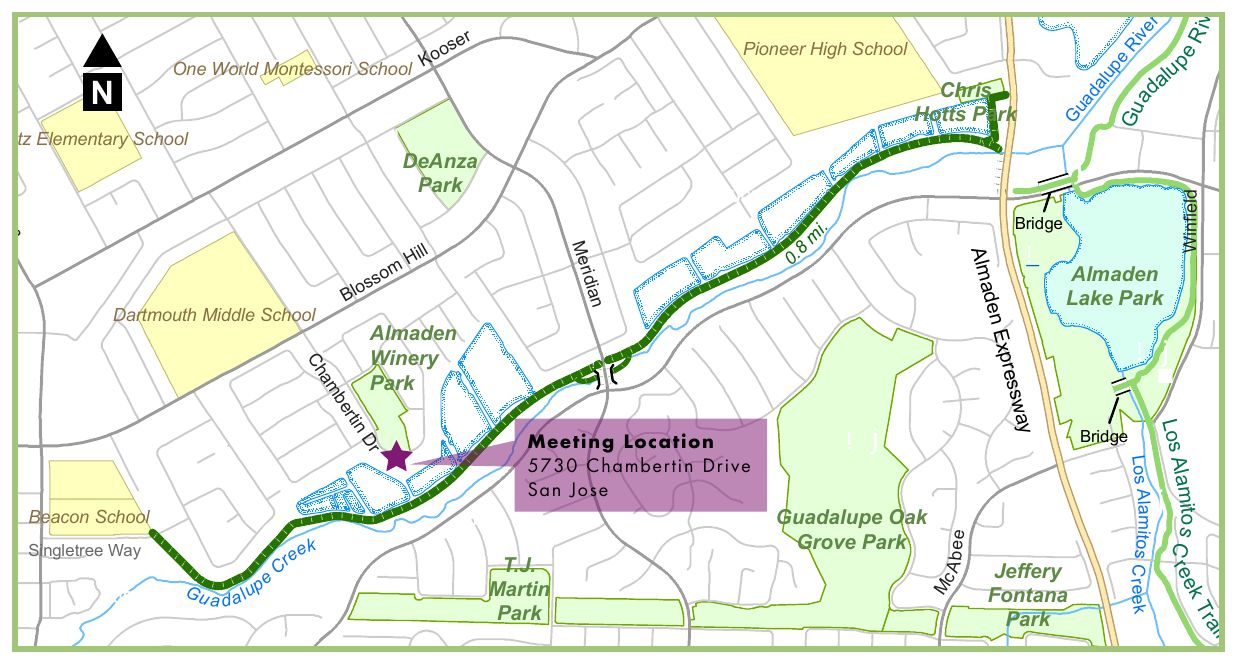 Kooser
Pioneer High School
One World Montessori School
N
Chris
Hotts Park
Guadalupe River
Guadalupe Riv
tz Elementary School
DeAnza
Park
Bridge
Winfield
Meridian
0.8 mi.
Blossom Hill
Almaden
Lake Park
Almaden Expressway
Dartmouth Middle School
Almaden
Winery
Park
Chambertin Dr
Bridge
Meeting Location
5730 Chambertin Drive
San Jose
Los Alamitos Creek Trai
Los Alamitos Creek
Beacon School
Singletree Way
Guadalupe Creek
Guadalupe Oak
Grove Park
McAbee
T.J.
Martin
Park
Jeffery
Fontana
Park